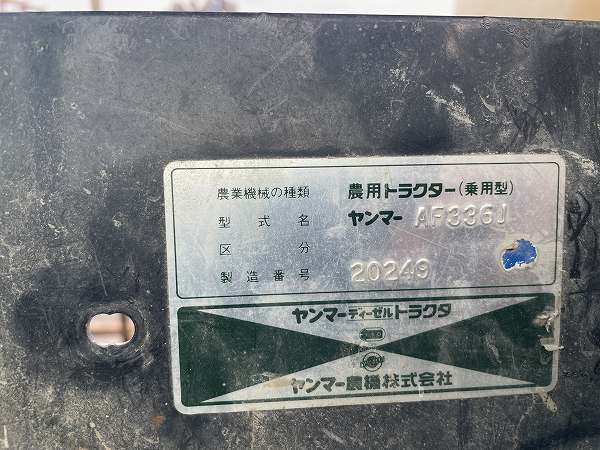 農業機械の種類 農用トラクター(乗用型)
型式名 ヤンマー AF336J
区分
製造番号 20249
ヤンマーディーゼルトラクタ
ヤンマー農機株式会社